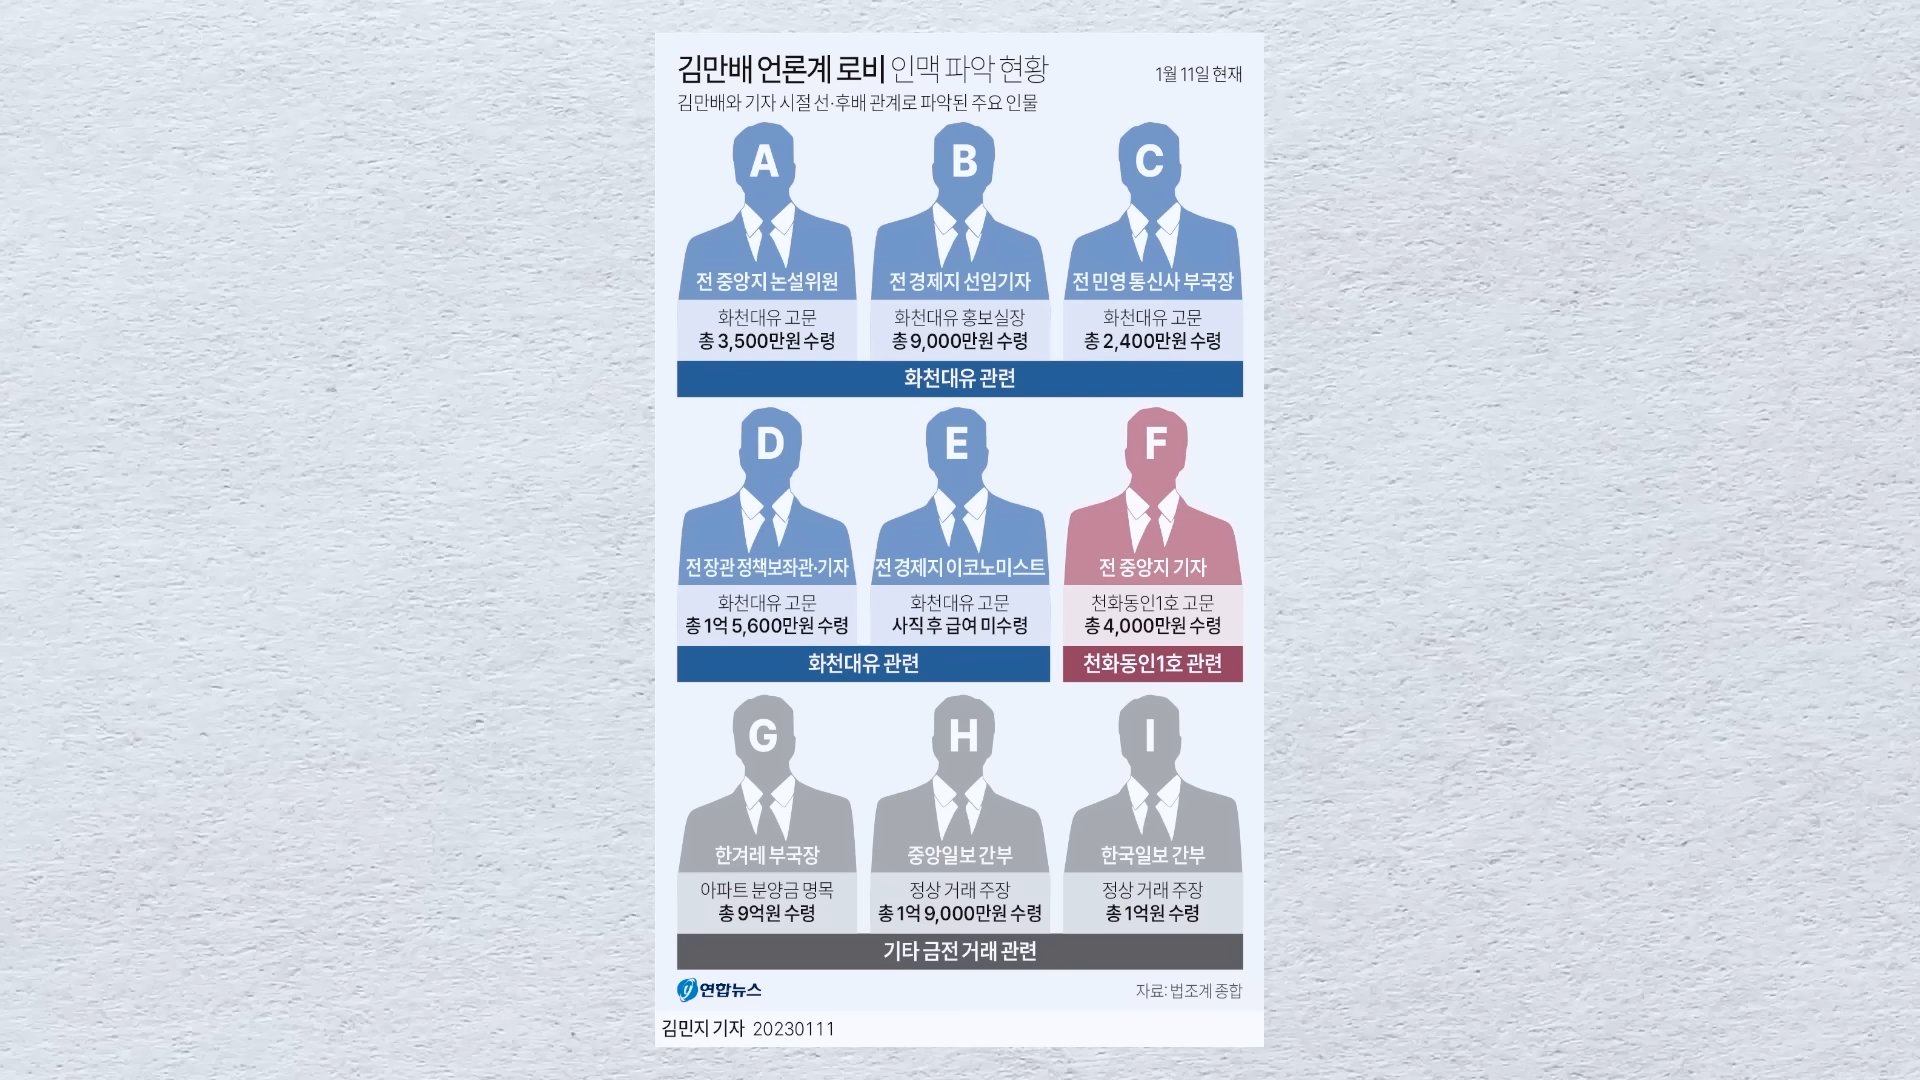 김만배 언론계 로비 인맥 파악 현황
1월 11일 현재
김만배와 기자 시절 선·후배 관계로 파악된 주요 인물
A
B
C
전 중앙지 논설위원
전 경제지 선임기자
전 민영 통신사 부국장
화천대유 고문
총 3,500만원 수령
화천대유 홍보실장
총 9,000만원 수령
화천대유 고문
총 2,400만원 수령
화천대유 관련
D
E
F
전 장관 정책보좌관·기자
전 경제지 이코노미스트
전 중앙지 기자
화천대유 고문
총 1억 5,600만원 수령
화천대유 고문
사직 후 급여 미수령
천화동인1호 고문
총 4,000만원 수령
화천대유 관련
천화동인1호 관련
G
H
I
한겨레 부국장
중앙일보 간부
한국일보 간부
아파트 분양금 명목
총 9억원 수령
정상 거래 주장
총 1억 9,000만원 수령
정상 거래 주장
총 1억원 수령
기타 금전 거래 관련
연합뉴스
자료: 법조계 종합
김민지 기자 20230111